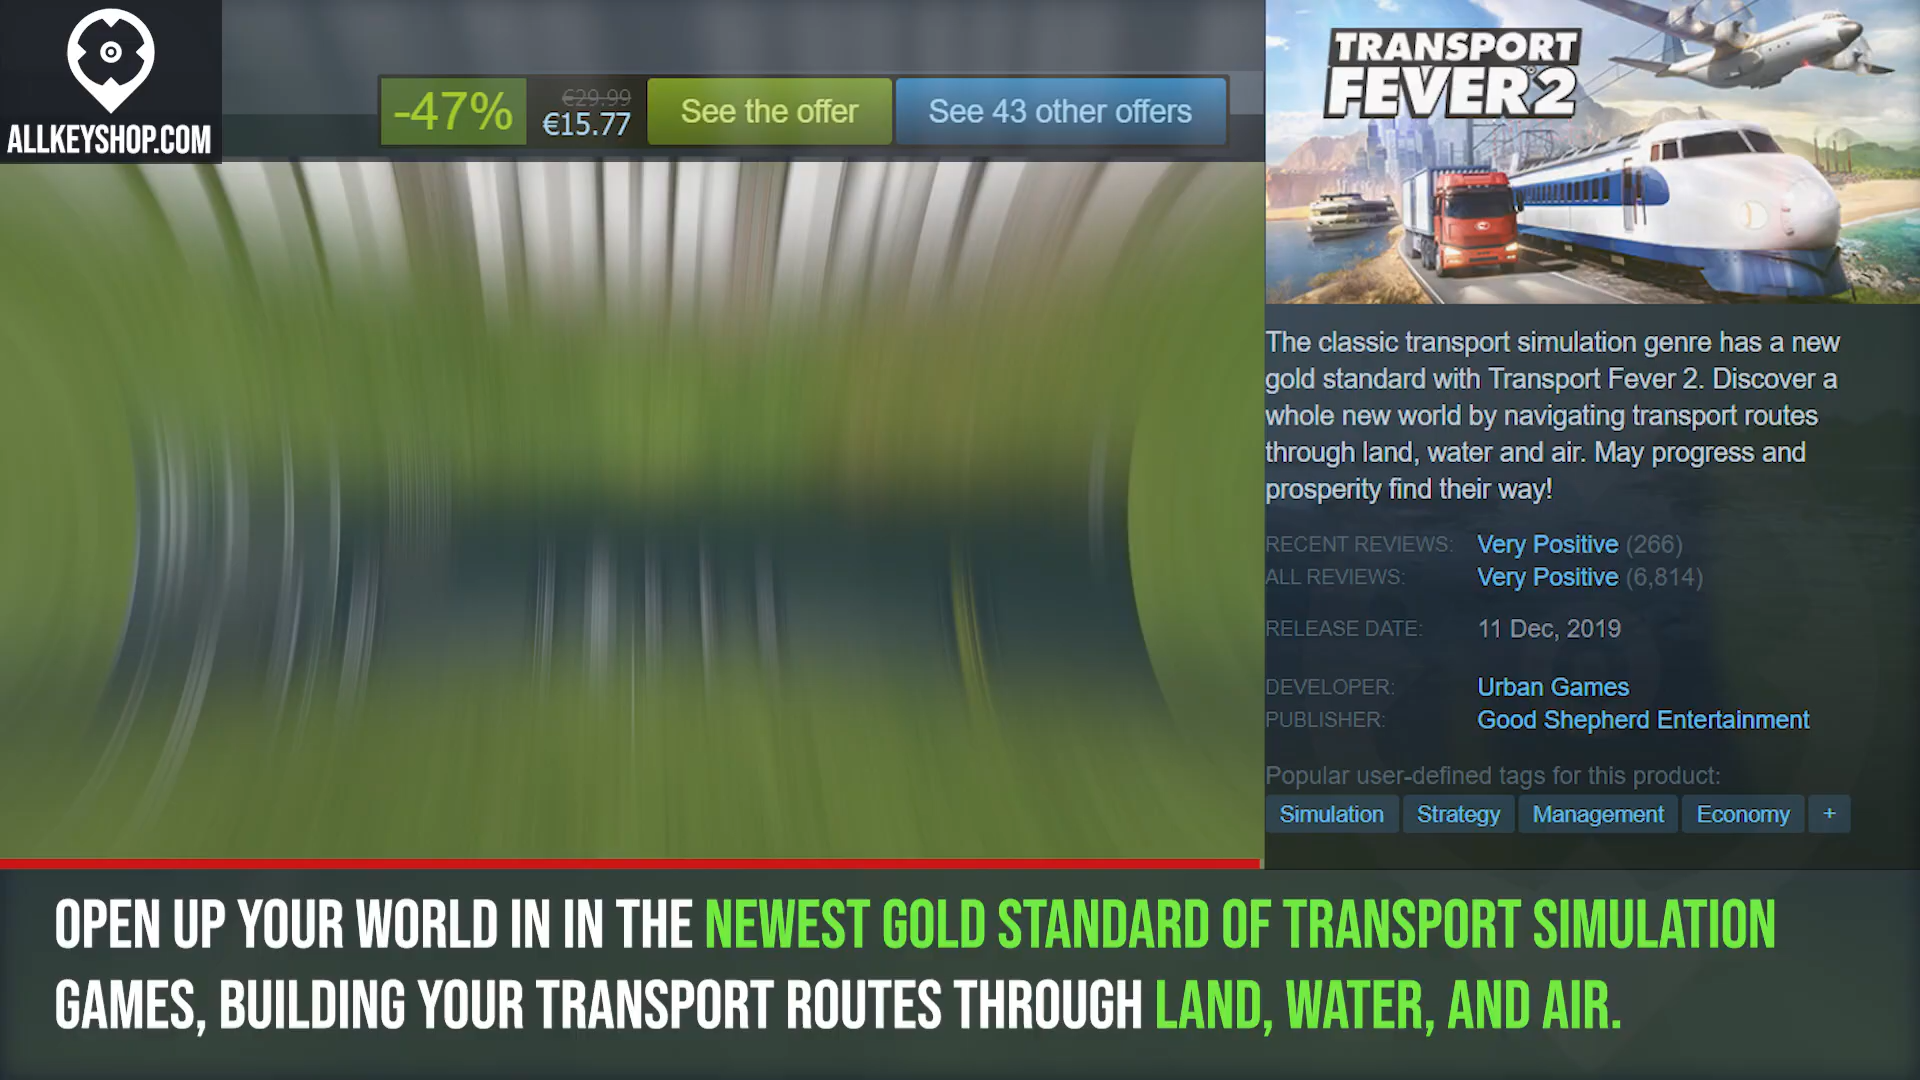 ALLKEYSHOP.COM
-47%
€29.99
€15.77
See the offer
See 43 other offers
TRANSPORT
FEVER 2
The classic transport simulation genre has a new
gold standard with Transport Fever 2. Discover a
whole new world by navigating transport routes
through land, water and air. May progress and
prosperity find their way!
RECENT REVIEWS: Very Positive (266)
ALL REVIEWS: Very Positive (6,814)
RELEASE DATE: 11 Dec, 2019
DEVELOPER: Urban Games
PUBLISHER: Good Shepherd Entertainment
Popular user-defined tags for this product:
Simulation Strategy Management Economy +
OPEN UP YOUR WORLD IN IN THE NEWEST GOLD STANDARD OF TRANSPORT SIMULATION
GAMES, BUILDING YOUR TRANSPORT ROUTES THROUGH LAND, WATER, AND AIR.